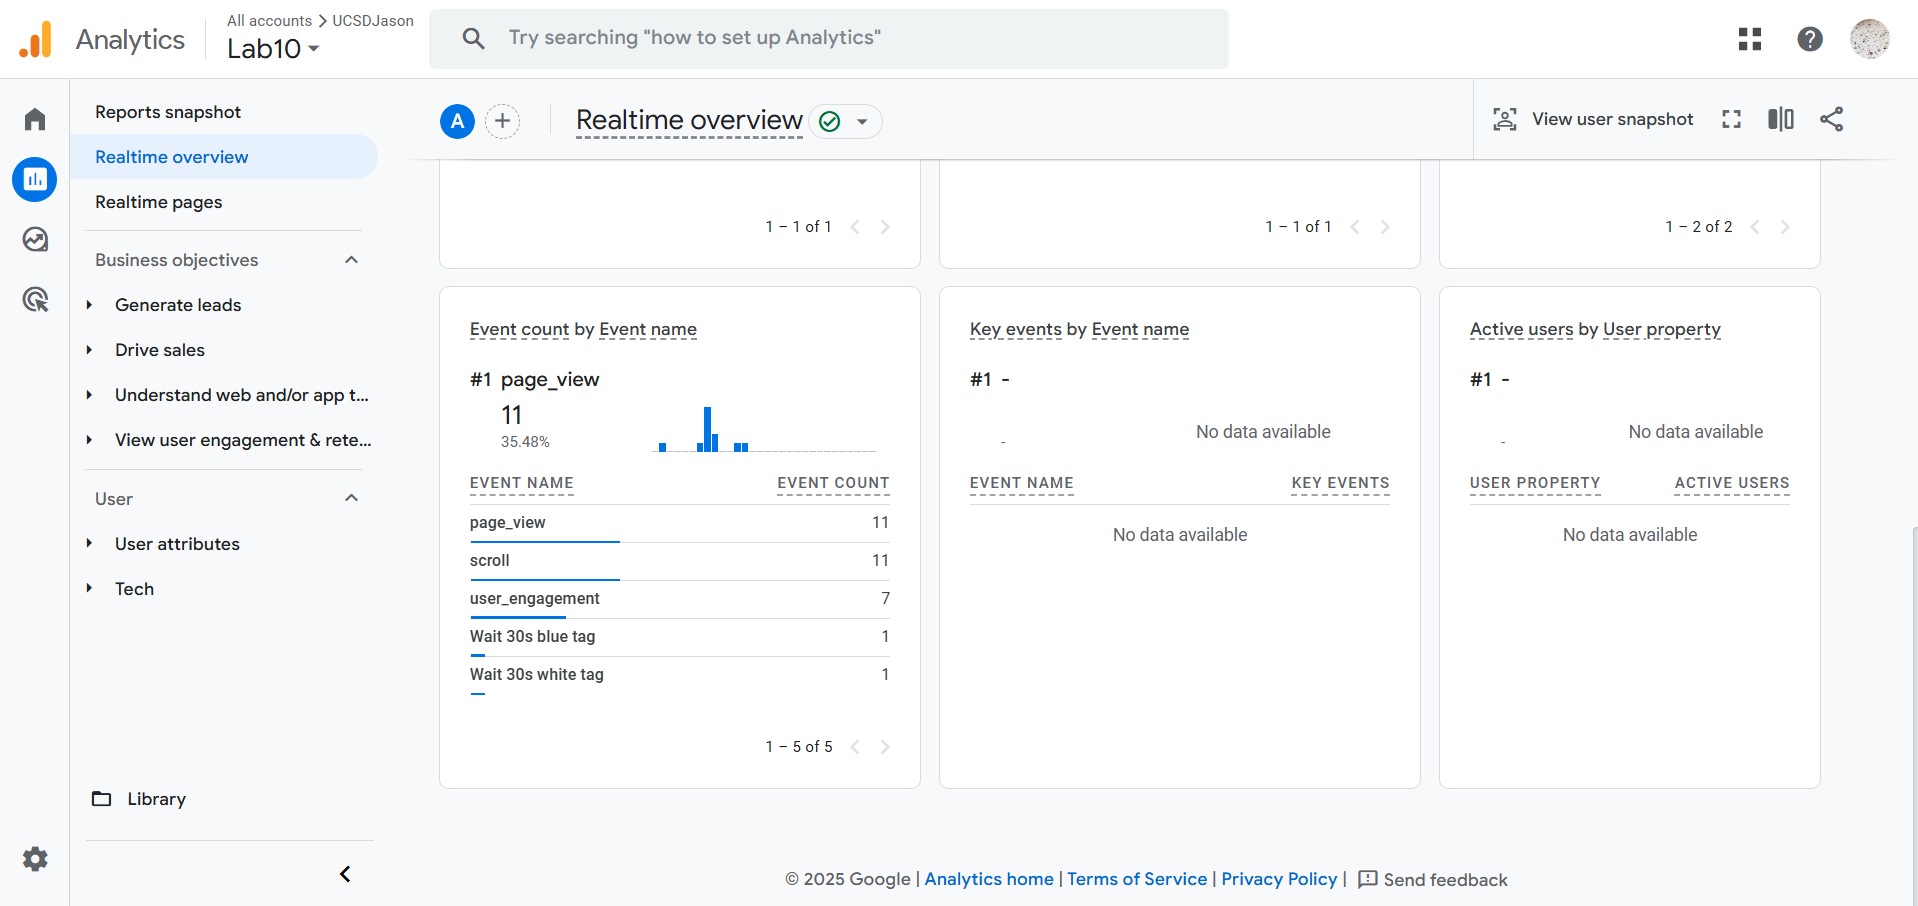 Analytics
All accounts > UCSDJason
Lab10
Try searching "how to set up Analytics"
?
Reports snapshot
Realtime overview
Realtime pages
Business objectives
Generate leads
Drive sales
Understand web and/or app t...
View user engagement & rete...
User
User attributes
Tech
Library
A
Realtime overview
View user snapshot
1 – 1 of 1
1 – 1 of 1
1 – 2 of 2
Event count by Event name
#1 page_view
11
35.48%
EVENT NAME EVENT COUNT
page_view 11
scroll 11
user_engagement 7
Wait 30s blue tag 1
Wait 30s white tag 1
1 – 5 of 5
Key events by Event name
#1 -
-
No data available
EVENT NAME KEY EVENTS
No data available
Active users by User property
#1 -
-
No data available
USER PROPERTY ACTIVE USERS
No data available
© 2025 Google | Analytics home | Terms of Service | Privacy Policy | Send feedback